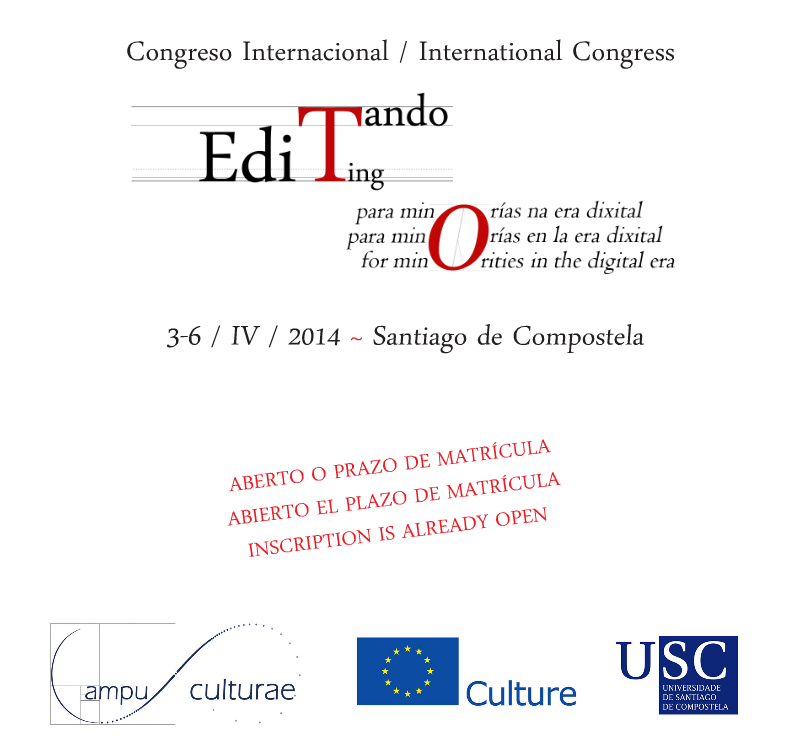 Congreso Internacional / International Congress
EdiTando
Ting
para minOrías na era dixital
para minOrías en la era dixital
for minOrities in the digital era
3-6 / IV / 2014 ~ Santiago de Compostela
ABERTO O PRAZO DE MATRÍCULA
ABIERTO EL PLAZO DE MATRÍCULA
INSCRIPTION IS ALREADY OPEN
Campu culturae
Culture
USC
UNIVERSIDADE
DE SANTIAGO
DE COMPOSTELA